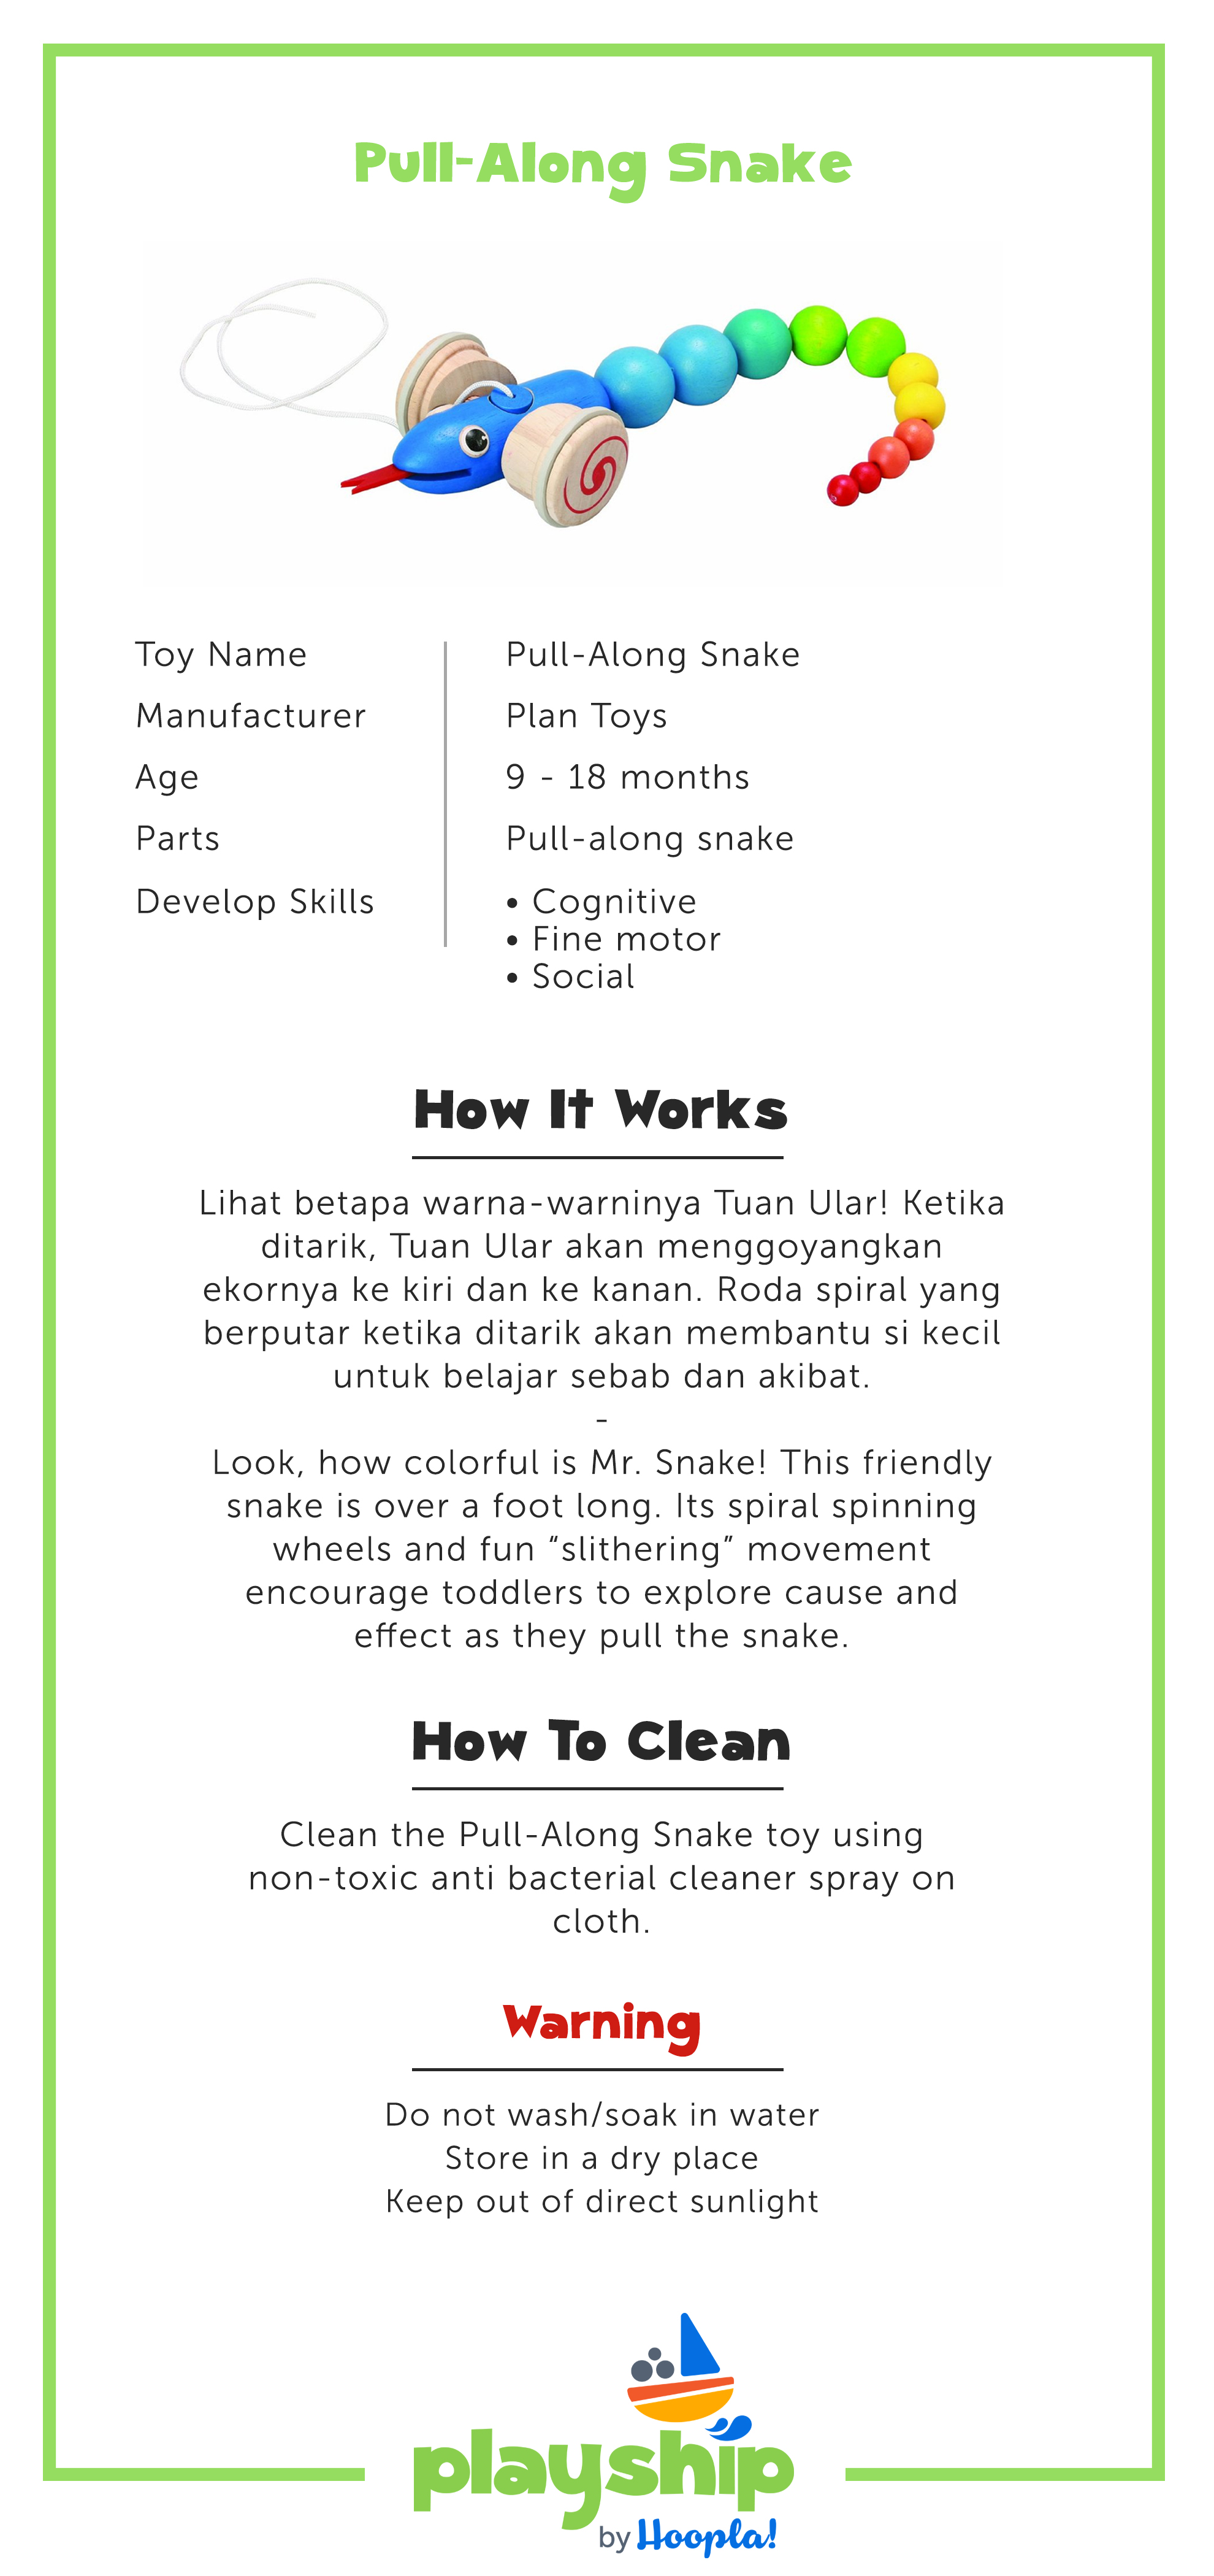 Pull-Along Snake
Toy Name
Pull-Along Snake
Manufacturer
Plan Toys
Age
9 - 18 months
Parts
Pull-along snake
Develop Skills
• Cognitive
• Fine motor
• Social
How It Works
Lihat betapa warna-warninya Tuan Ular! Ketika
ditarik, Tuan Ular akan menggoyangkan
ekornya ke kiri dan ke kanan. Roda spiral yang
berputar ketika ditarik akan membantu si kecil
untuk belajar sebab dan akibat.
-
Look, how colorful is Mr. Snake! This friendly
snake is over a foot long. Its spiral spinning
wheels and fun “slithering” movement
encourage toddlers to explore cause and
effect as they pull the snake.
How To Clean
Clean the Pull-Along Snake toy using
non-toxic anti bacterial cleaner spray on
cloth.
Warning
Do not wash/soak in water
Store in a dry place
Keep out of direct sunlight
playship
by Hoopla!